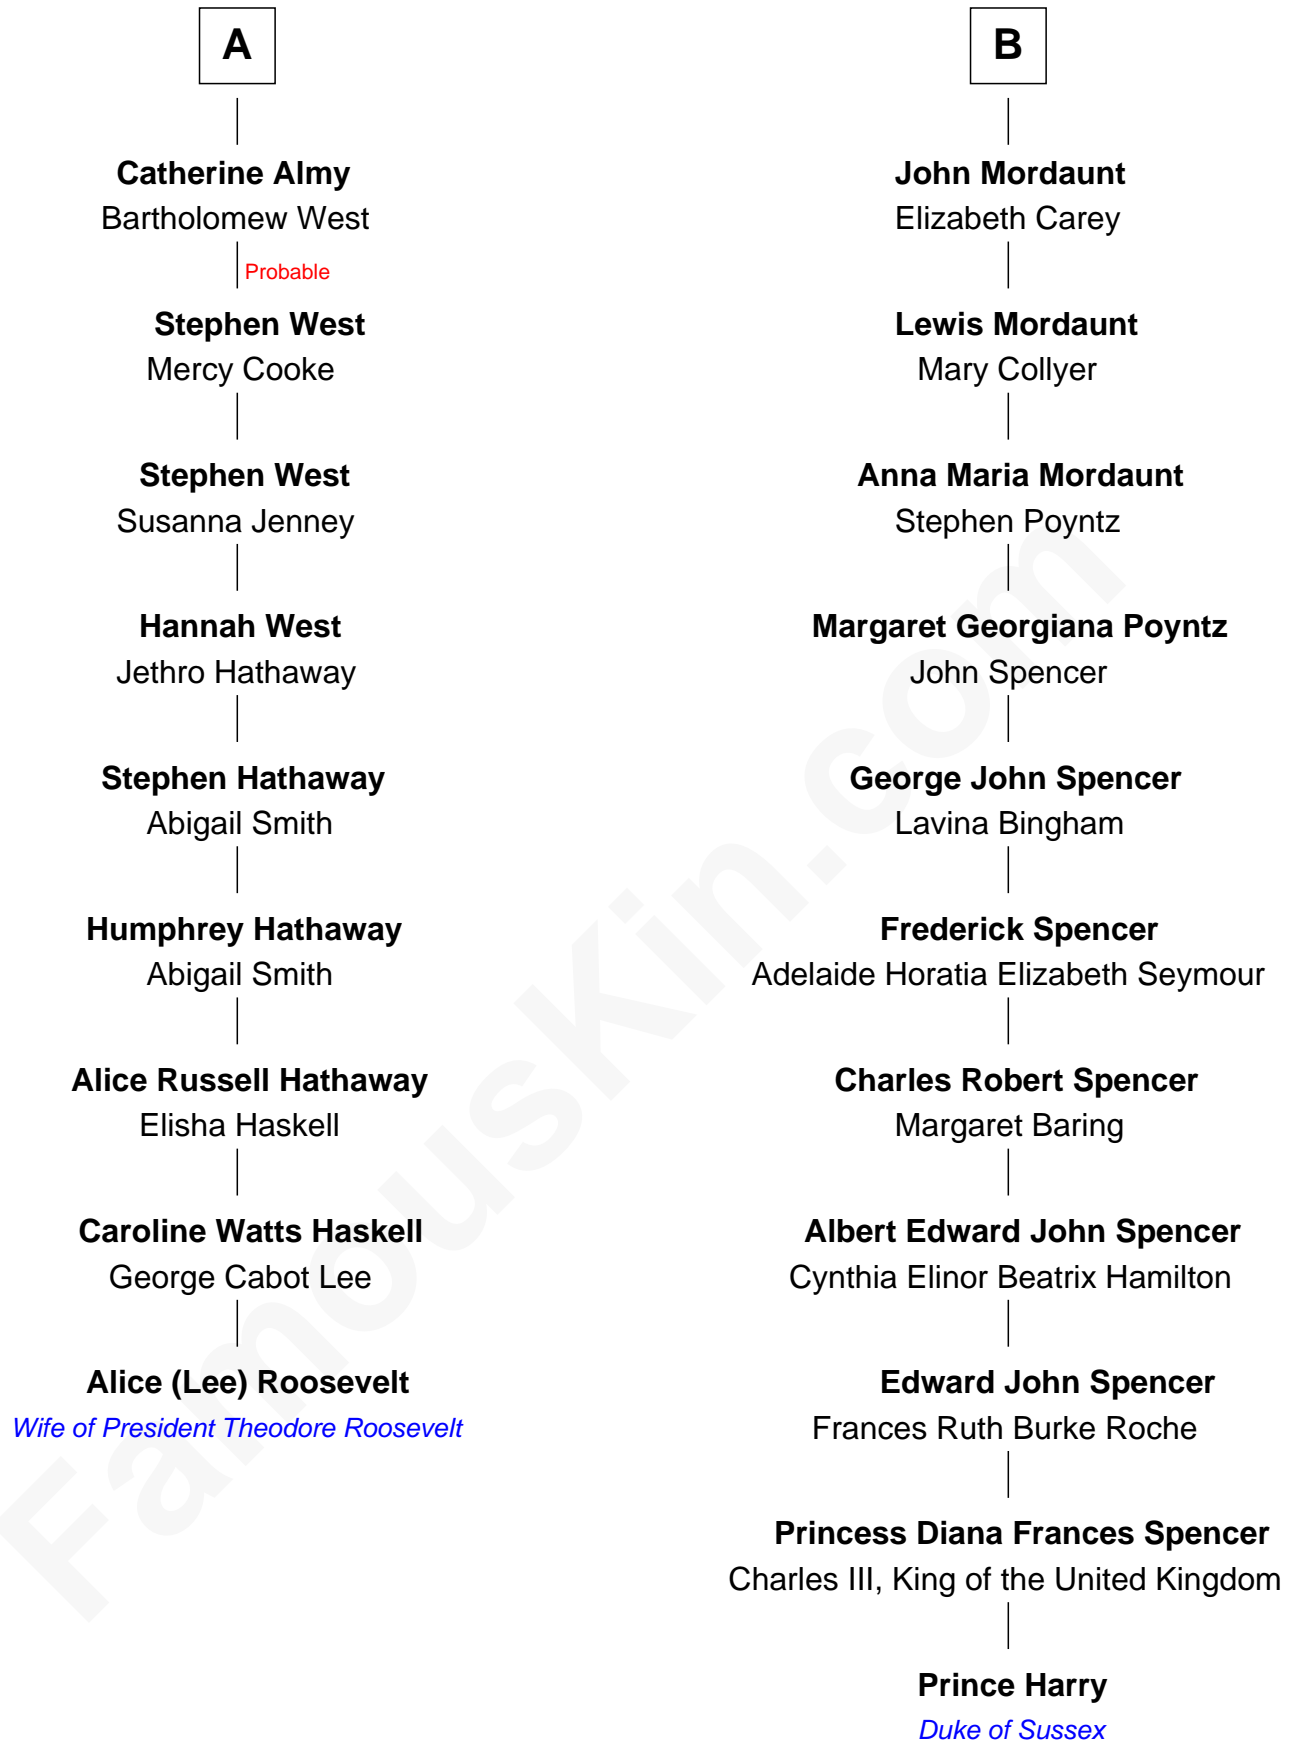 A
Catherine Almy
Bartholomew West
Probable
Stephen West
Mercy Cooke
Stephen West
Susanna Jenney
Hannah West
Jethro Hathaway
Stephen Hathaway
Abigail Smith
Humphrey Hathaway
Abigail Smith
Alice Russell Hathaway
Elisha Haskell
Caroline Watts Haskell
George Cabot Lee
Alice (Lee) Roosevelt
Wife of President Theodore Roosevelt
B
John Mordaunt
Elizabeth Carey
Lewis Mordaunt
Mary Collyer
Anna Maria Mordaunt
Stephen Poyntz
Margaret Georgiana Poyntz
John Spencer
George John Spencer
Lavina Bingham
Frederick Spencer
Adelaide Horatia Elizabeth Seymour
Charles Robert Spencer
Margaret Baring
Albert Edward John Spencer
Cynthia Elinor Beatrix Hamilton
Edward John Spencer
Frances Ruth Burke Roche
Princess Diana Frances Spencer
Charles III, King of the United Kingdom
Prince Harry
Duke of Sussex
FamousKin.com